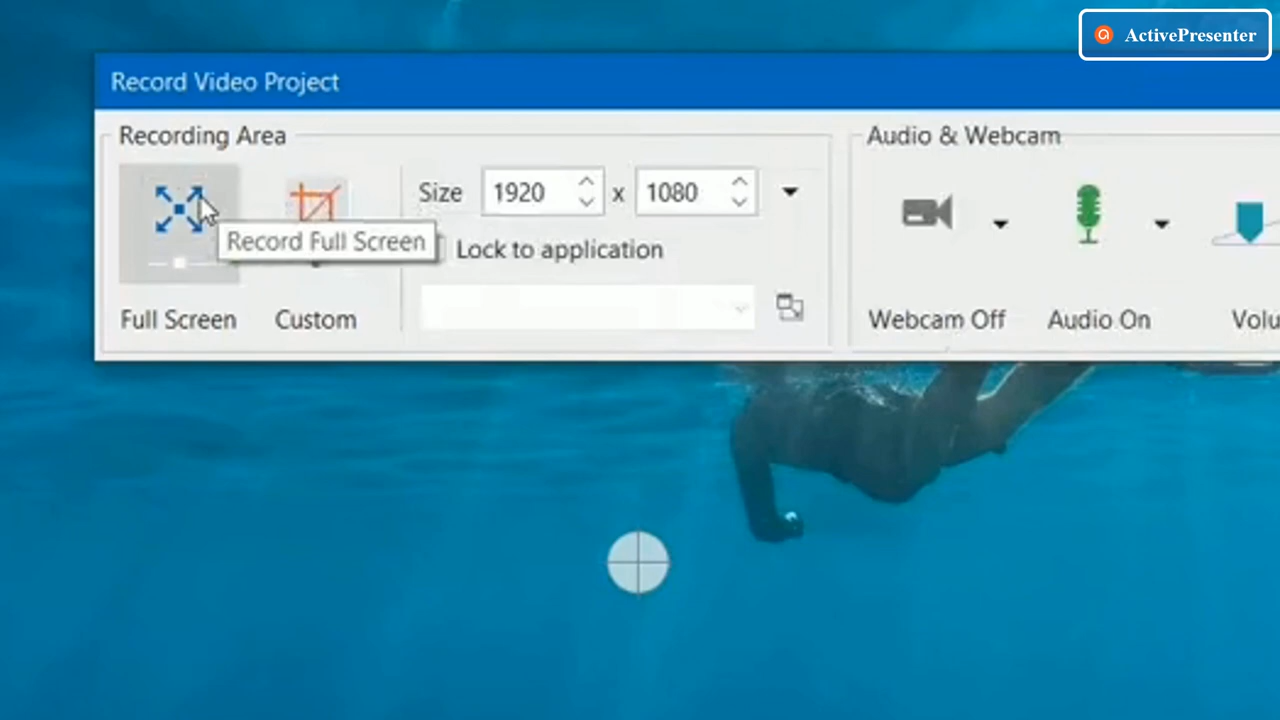 ActivePresenter
Record Video Project
Recording Area
Audio & Webcam
Size 1920 x 1080
Record Full Screen
Lock to application
Full Screen
Custom
Webcam Off
Audio On